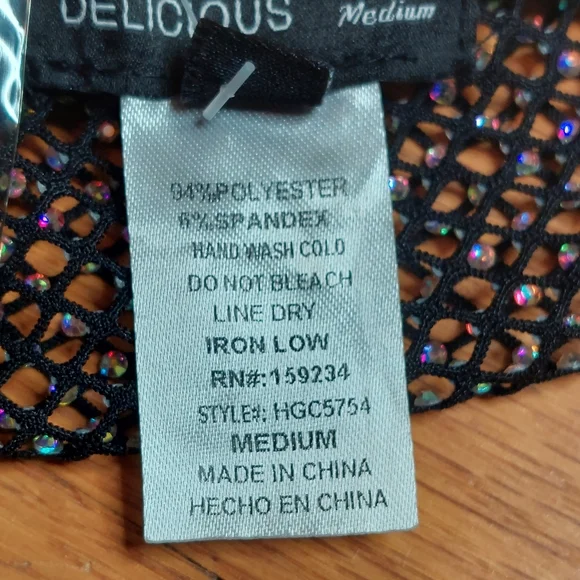 DELICIOUS
Medium
94%POLYESTER
6%SPANDEX
HAND WASH COLD
DO NOT BLEACH
LINE DRY
IRON LOW
RN#:159234
STYLE#: HGC5754
MEDIUM
MADE IN CHINA
HECHO EN CHINA